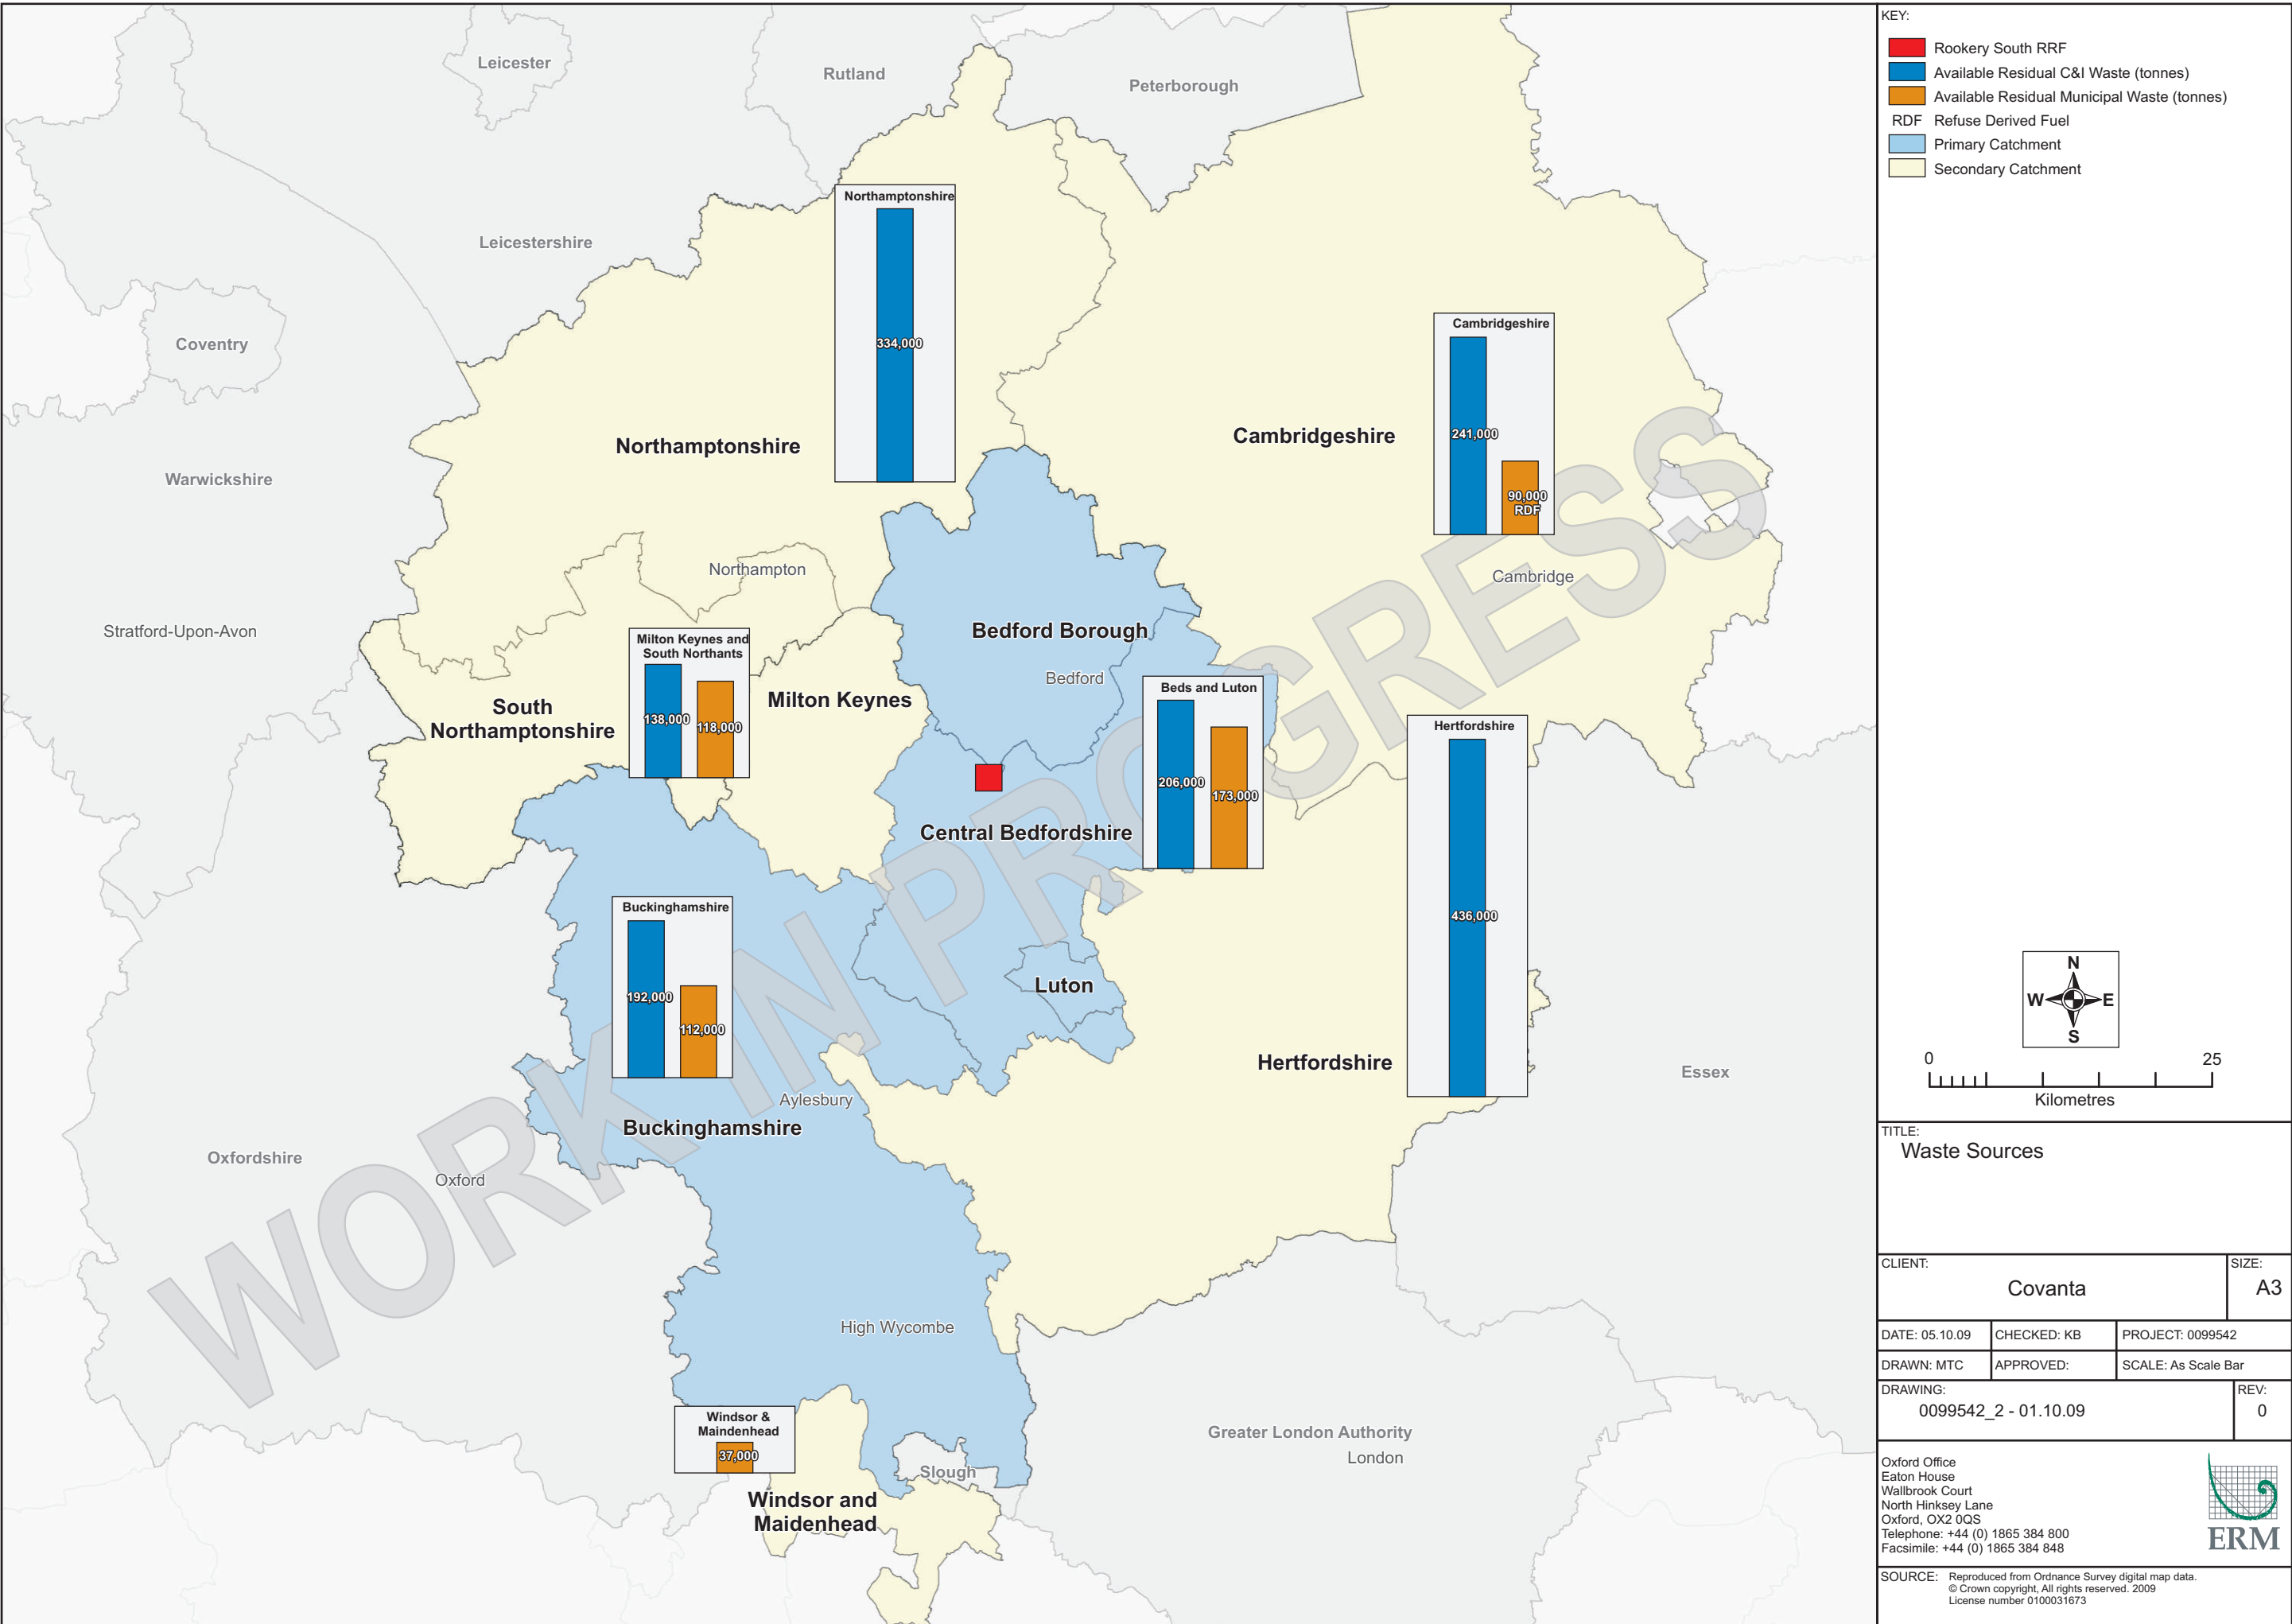 Leicester
Rutland
Peterborough
Leicestershire
Coventry
Warwickshire
Stratford-Upon-Avon
Northamptonshire
334,000
Northamptonshire
Cambridgeshire
241,000
90,000
RDF
Cambridgeshire
Cambridge
Northampton
Milton Keynes and
South Northants
138,000
118,000
South
Northamptonshire
Milton Keynes
Bedford Borough
Bedford
Beds and Luton
206,000
173,000
Central Bedfordshire
Hertfordshire
436,000
Buckinghamshire
192,000
112,000
Luton
Hertfordshire
Essex
Aylesbury
Buckinghamshire
Oxfordshire
Oxford
High Wycombe
Windsor &
Maindenhead
37,000
Slough
Windsor and
Maidenhead
Greater London Authority
London
WORK IN PROGRESS
KEY:
Rookery South RRF
Available Residual C&I Waste (tonnes)
Available Residual Municipal Waste (tonnes)
RDF Refuse Derived Fuel
Primary Catchment
Secondary Catchment
N
W E
S
0 25
Kilometres
TITLE:
Waste Sources
CLIENT:
Covanta
SIZE:
A3
DATE: 05.10.09 CHECKED: KB PROJECT: 0099542
DRAWN: MTC APPROVED: SCALE: As Scale Bar
DRAWING:
0099542_2 - 01.10.09
REV:
0
Oxford Office
Eaton House
Wallbrook Court
North Hinksey Lane
Oxford, OX2 0QS
Telephone: +44 (0) 1865 384 800
Facsimile: +44 (0) 1865 384 848
ERM
SOURCE: Reproduced from Ordnance Survey digital map data.
© Crown copyright, All rights reserved. 2009
License number 0100031673